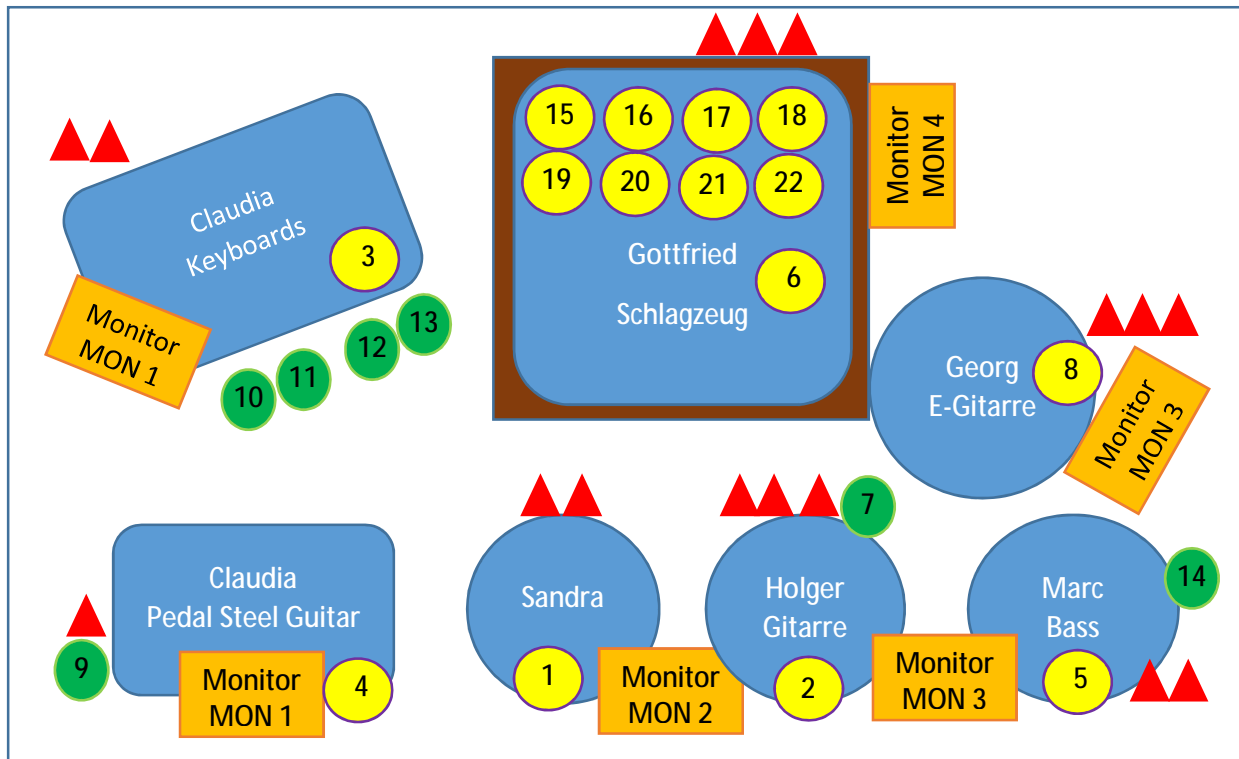 15
16
17
18
19
20
21
22
Gottfried
6
Schlagzeug
Monitor
MON 4
Claudia
Keyboards
3
Monitor
MON 1
10
11
12
13
Georg
E-Gitarre
8
Monitor
MON 3
Claudia
Pedal Steel Guitar
9
Monitor
MON 1
4
Sandra
1
Monitor
MON 2
Holger
Gitarre
7
2
Monitor
MON 3
Marc
Bass
14
5